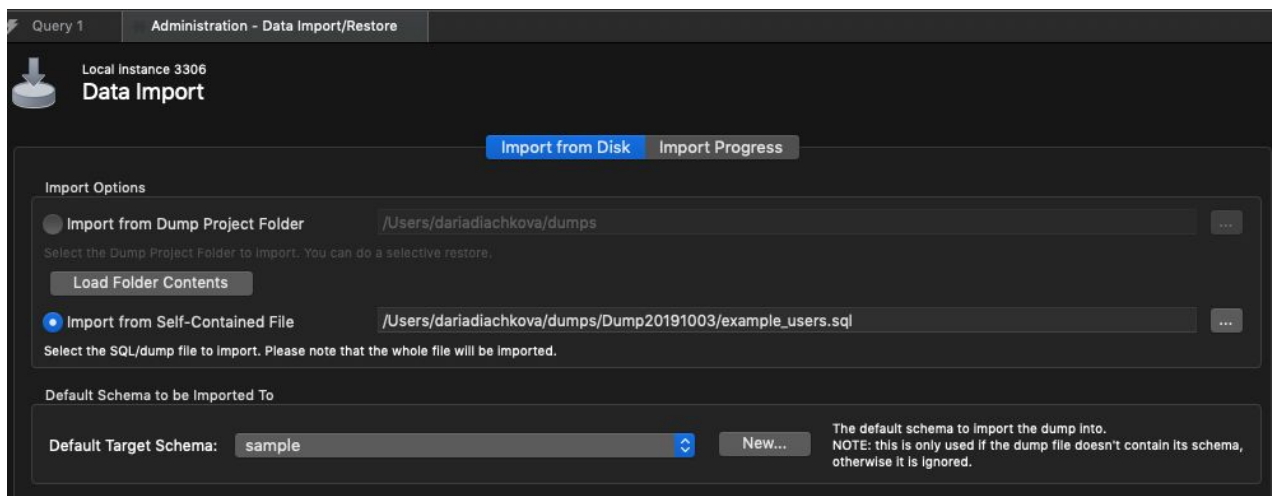 Query 1
Administration - Data Import/Restore
Local instance 3306
Data Import
Import from Disk
Import Progress
Import Options
Import from Dump Project Folder
/Users/dariadiachkova/dumps
...
Select the Dump Project Folder to import. You can do a selective restore.
Load Folder Contents
Import from Self-Contained File
/Users/dariadiachkova/dumps/Dump20191003/example_users.sql
...
Select the SQL/dump file to import. Please note that the whole file will be imported.
Default Schema to be Imported To
Default Target Schema:
sample
New...
The default schema to import the dump into.
NOTE: this is only used if the dump file doesn't contain its schema,
otherwise it is ignored.